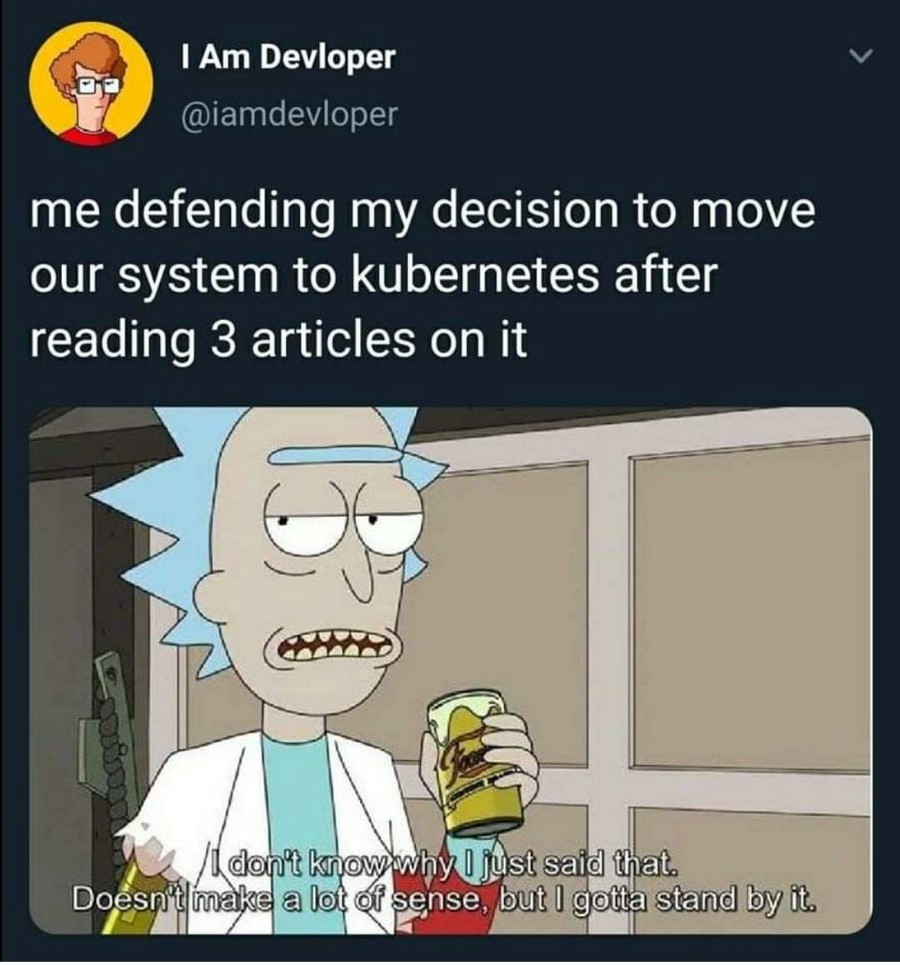 I Am Devloper
@iamdevloper
me defending my decision to move
our system to kubernetes after
reading 3 articles on it
I don't know why I just said that.
Doesn't make a lot of sense, but I gotta stand by it.